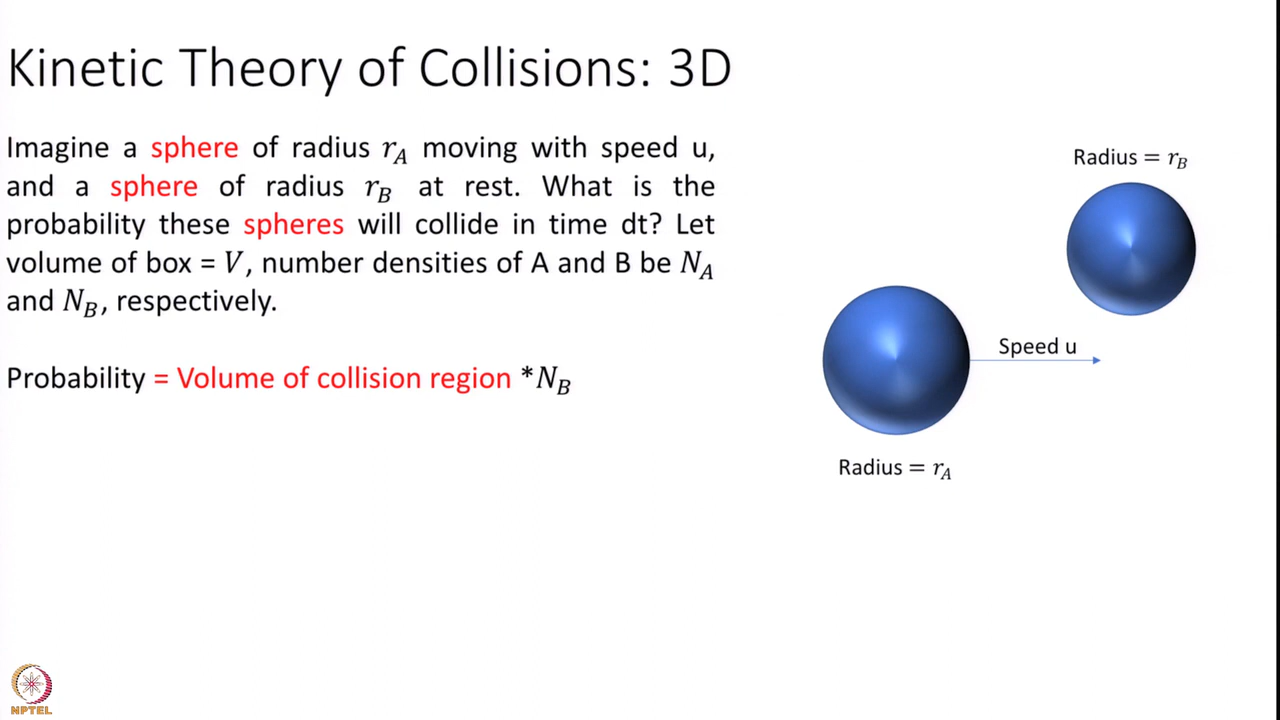 Kinetic Theory of Collisions: 3D
Imagine a sphere of radius r_A moving with speed u,
and a sphere of radius r_B at rest. What is the
probability these spheres will collide in time dt? Let
volume of box = V, number densities of A and B be N_A
and N_B, respectively.
Probability = Volume of collision region *N_B
Radius = r_B
Speed u
Radius = r_A
NPTEL